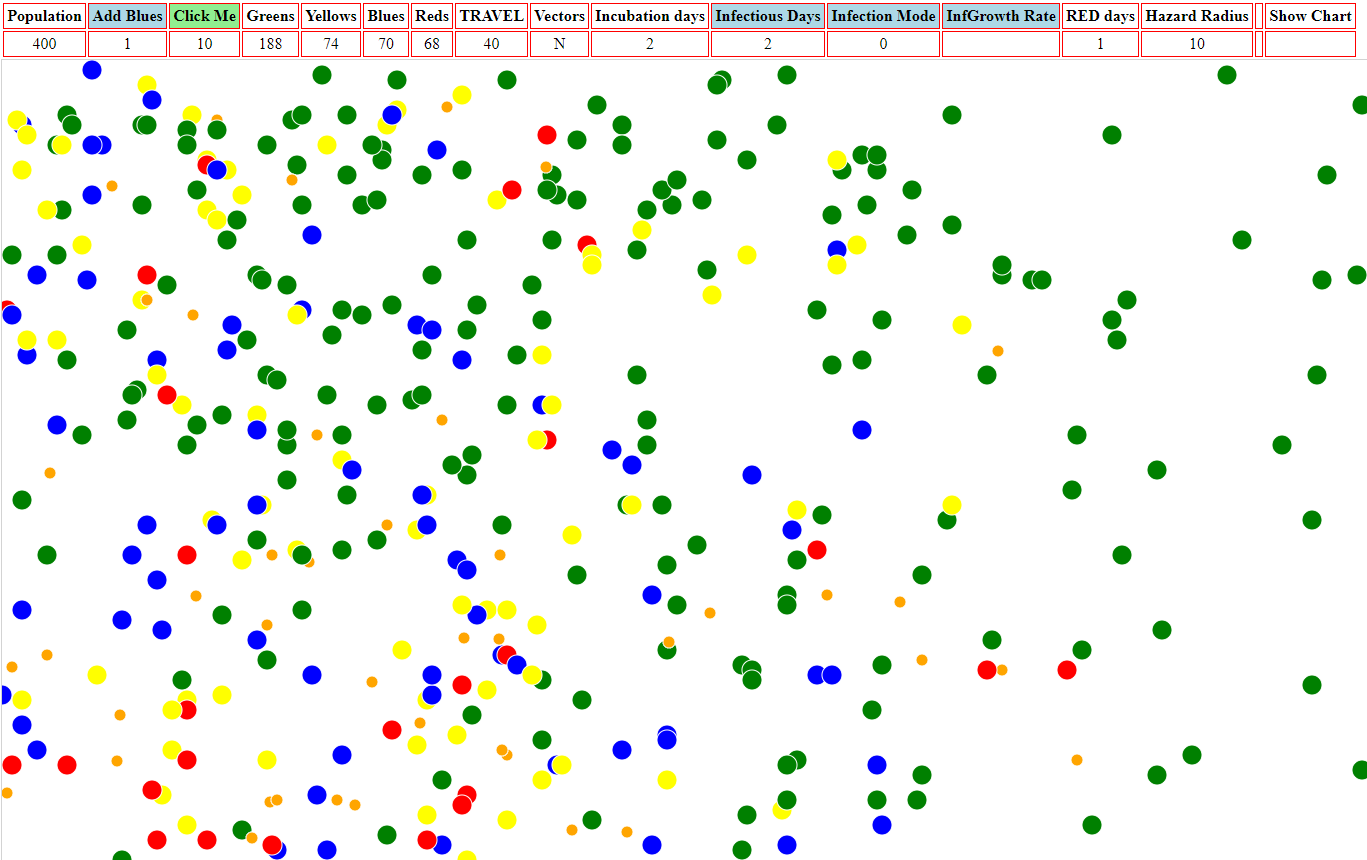 Population Add Blues Click Me Greens Yellows Blues Reds TRAVEL Vectors Incubation days Infectious Days Infection Mode InfGrowth Rate RED days Hazard Radius Show Chart
400 1 10 188 74 70 68 40 N 2 2 0 1 10